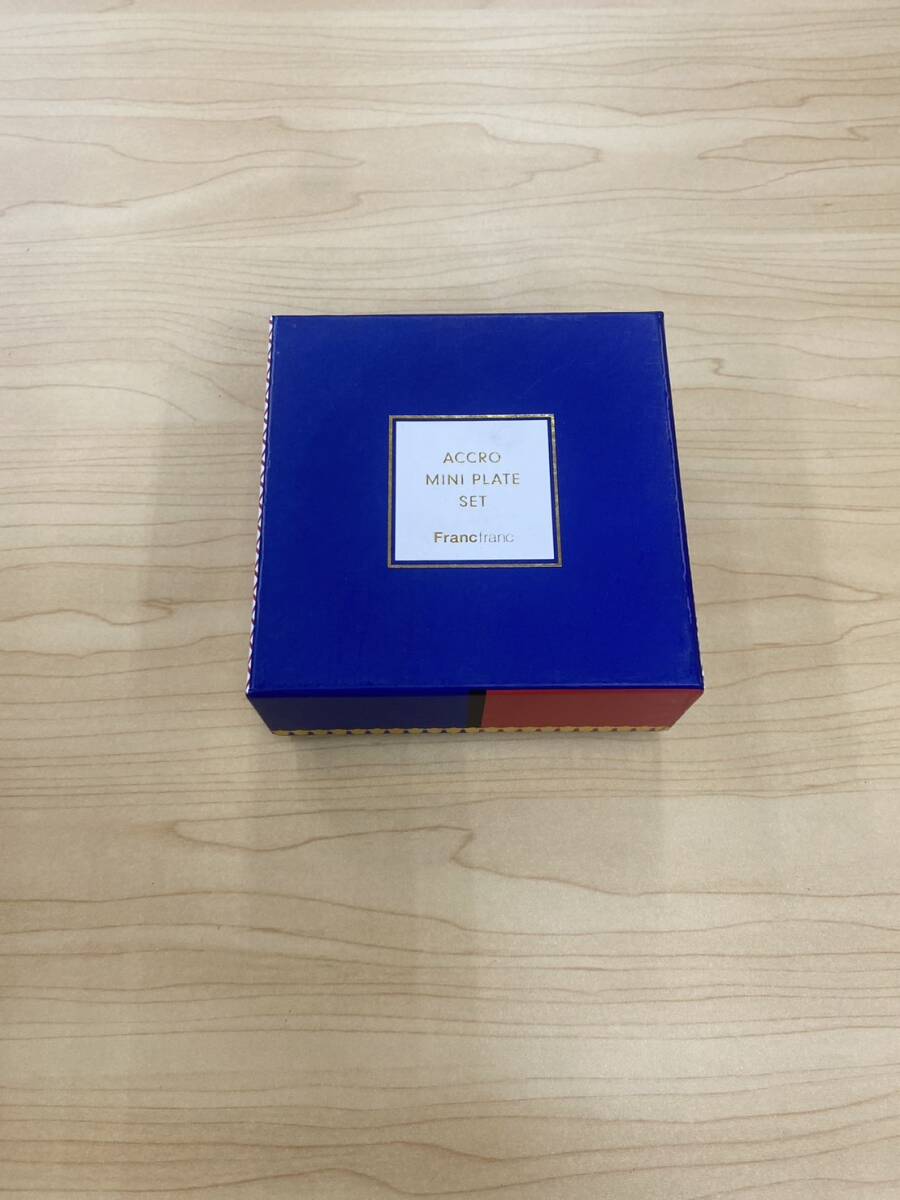 ACCRO
MINI PLATE
SET
Francfranc